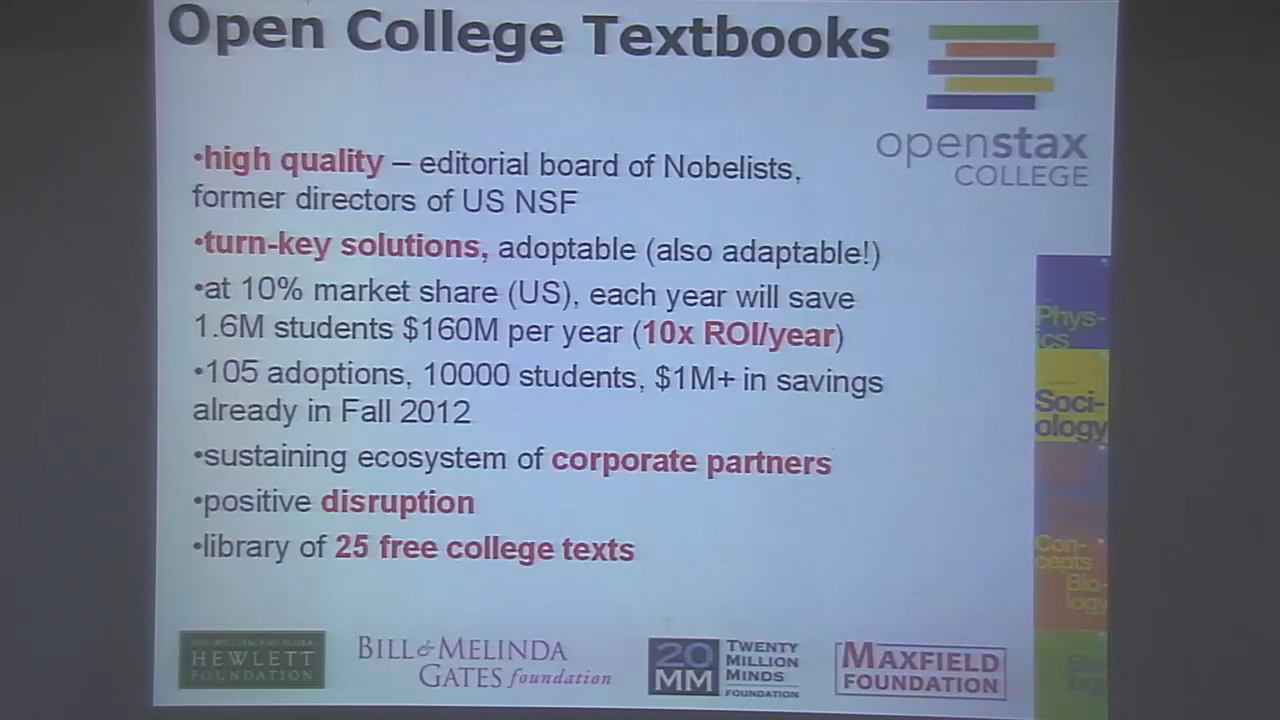 Open College Textbooks
openstax
COLLEGE
•high quality – editorial board of Nobelists,
former directors of US NSF
•turn-key solutions, adoptable (also adaptable!)
•at 10% market share (US), each year will save
1.6M students $160M per year (10x ROI/year)
•105 adoptions, 10000 students, $1M+ in savings
already in Fall 2012
•sustaining ecosystem of corporate partners
•positive disruption
•library of 25 free college texts
Phys-
ics
Soci-
ology
Con-
cepts
Bio-
logy
HEWLETT
FOUNDATION
BILL & MELINDA
GATES foundation
20
MM
TWENTY
MILLION
MINDS
FOUNDATION
MAXFIELD
FOUNDATION